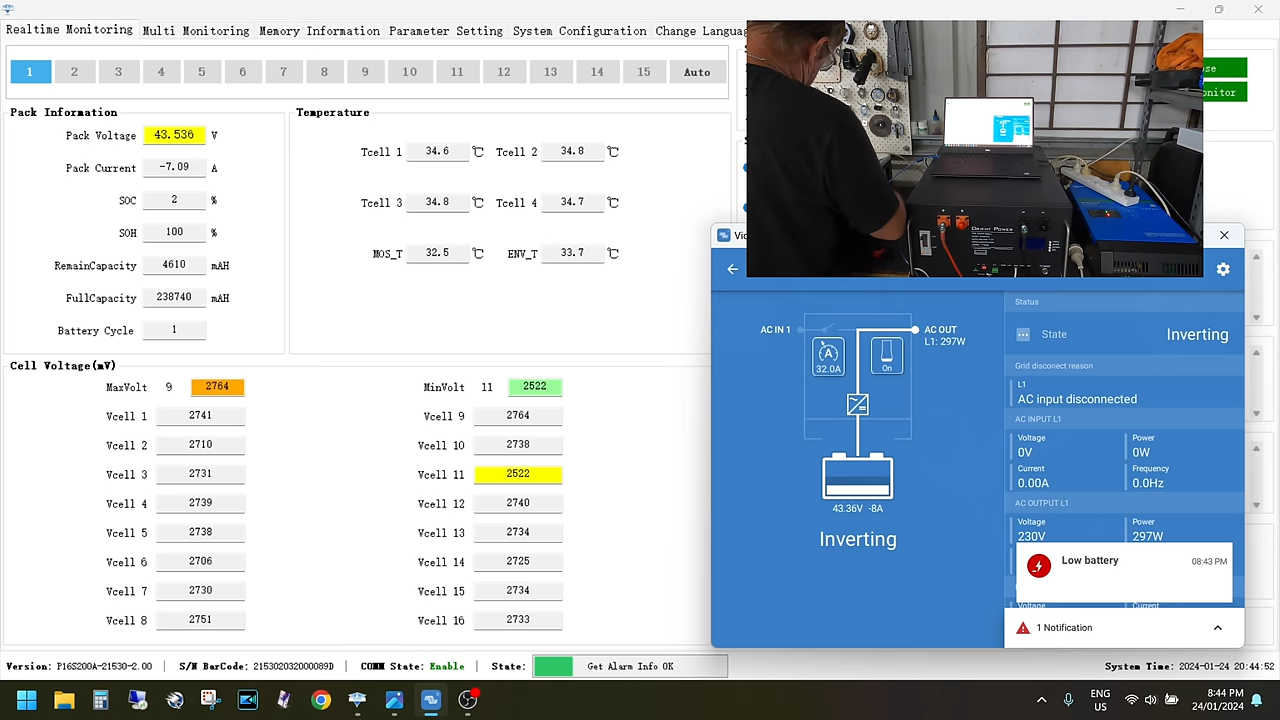 Realtime Monitoring Multi Monitoring Memory Information Parameter Setting System Configuration Change Langua
1 2 3 4 5 6 7 8 9 10 11 13 14 15 Auto
Pack Information
Pack Voltage 43.536 V
Pack Current -7.09 A
SOC 2 %
SOH 100 %
RemainCapacity 4610 mAH
FullCapacity 238740 mAH
Battery Cycle 1
Temperature
Tcell 1 34.6 ℃ Tcell 2 34.8 ℃
Tcell 3 34.8 ℃ Tcell 4 34.7 ℃
MOS_T 32.5 ℃ ENV_T 33.7 ℃
Cell Voltage(mV)
MaxVolt 9 2764 MinVolt 11 2522
Vcell 1 2741 Vcell 9 2764
Vcell 2 2710 Vcell 10 2738
Vcell 3 2731 Vcell 11 2522
Vcell 4 2739 Vcell 12 2740
Vcell 5 2738 Vcell 13 2734
Vcell 6 2706 Vcell 14 2725
Vcell 7 2730 Vcell 15 2734
Vcell 8 2751 Vcell 16 2733
se
onitor
ORIENT POWER
Vic
AC IN 1
AC OUT
L1: 297W
32.0A
On
43.36V -8A
Inverting
Status
State Inverting
Grid disconect reason
L1
AC input disconnected
AC INPUT L1
Voltage Power
0V 0W
Current Frequency
0.00A 0.0Hz
AC OUTPUT L1
Voltage Power
230V 297W
Low battery 08:43 PM
Voltage Current
1 Notification
Version: P16S200A-21530-2.00 | S/N BarCode: 215302032000089D | COMM State: Enable | State: Get Alarm Info OK System Time: 2024-01-24 20:44:52
ENG
US
8:44 PM
24/01/2024